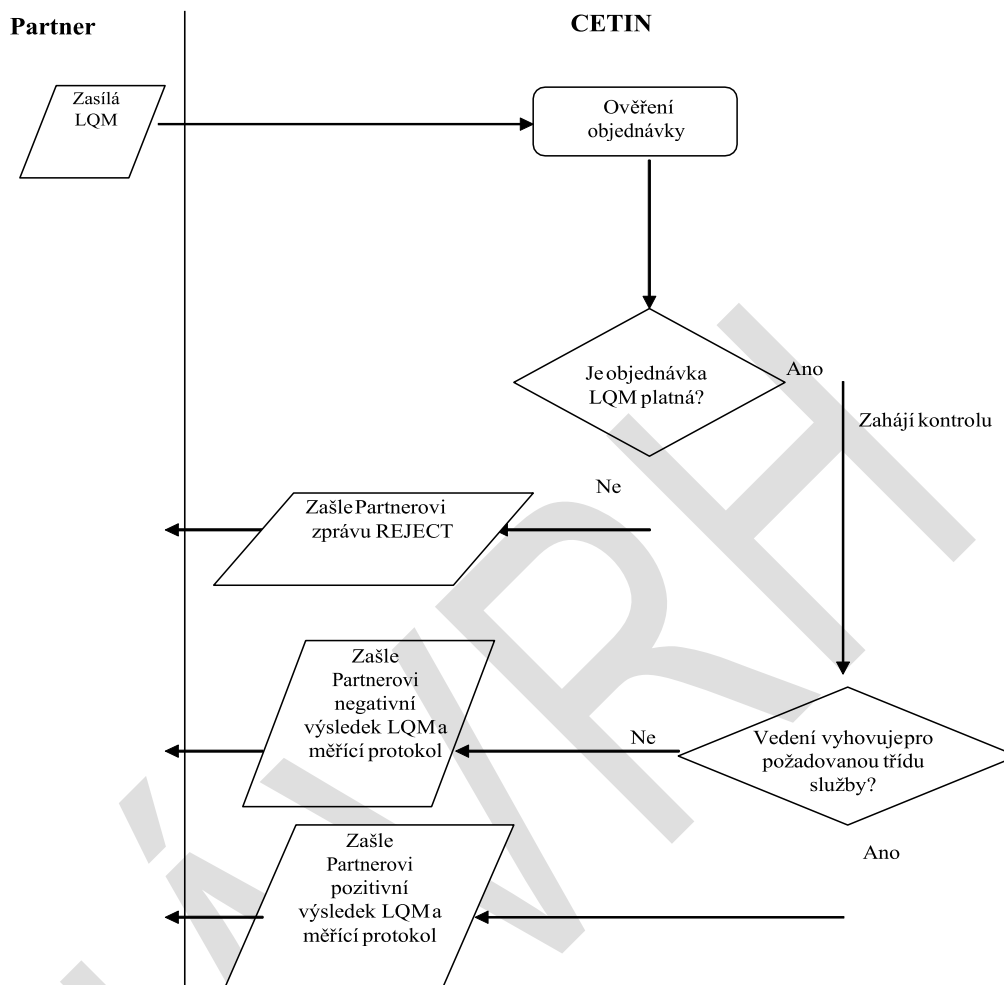 Partner
CETIN
Zasílá
LQM
Ověření
objednávky
Je objednávka
LQM platná?
Ano
Zahájí kontrolu
Ne
Zašle Partnerovi
zprávu REJECT
Zašle
Partnerovi
negativní
výsledek LQM a
měřící protokol
Ne
Vedení vyhovuje pro
požadovanou třídu
služby?
Ano
Zašle
Partnerovi
pozitivní
výsledek LQM a
měřící protokol
ÁVRH